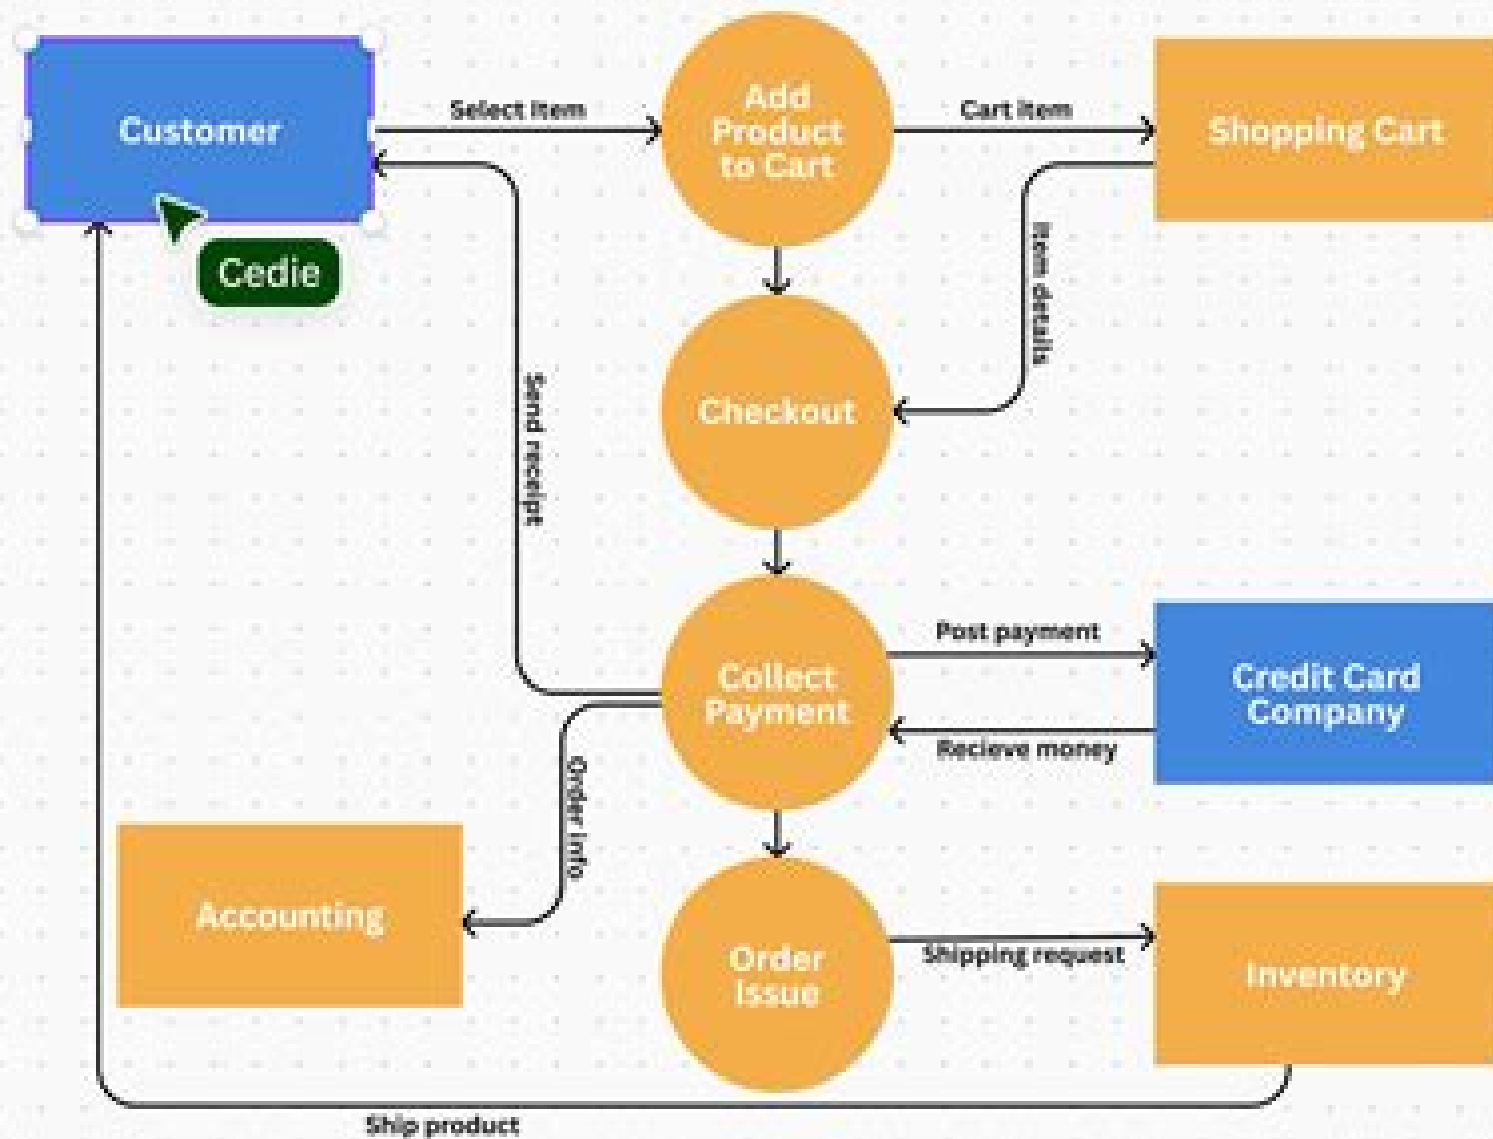 Customer
Select item
Add
Product
to Cart
Cart item
Shopping Cart
Cedie
Item details
Send receipt
Checkout
Post payment
Collect
Payment
Credit Card
Company
Recieve money
Order info
Accounting
Order
Issue
Shipping request
Inventory
Ship product